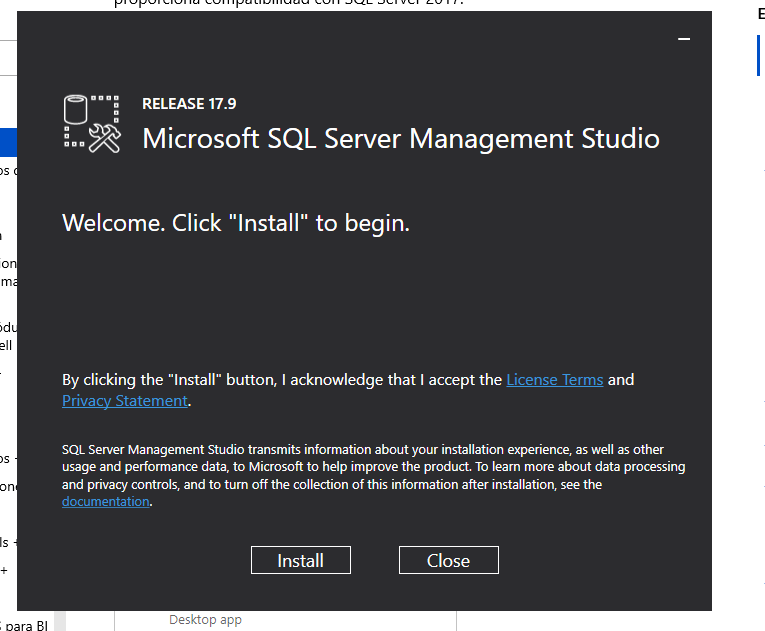 proporciona compatibilidad con SQL Server 2017.
E
RELEASE 17.9
Microsoft SQL Server Management Studio
Welcome. Click "Install" to begin.
By clicking the "Install" button, I acknowledge that I accept the License Terms and
Privacy Statement.
SQL Server Management Studio transmits information about your installation experience, as well as other
usage and performance data, to Microsoft to help improve the product. To learn more about data processing
and privacy controls, and to turn off the collection of this information after installation, see the
documentation.
Install Close
os
ion
ma
ódu
ell
os
one
ls +
+
S para BI
Desktop app